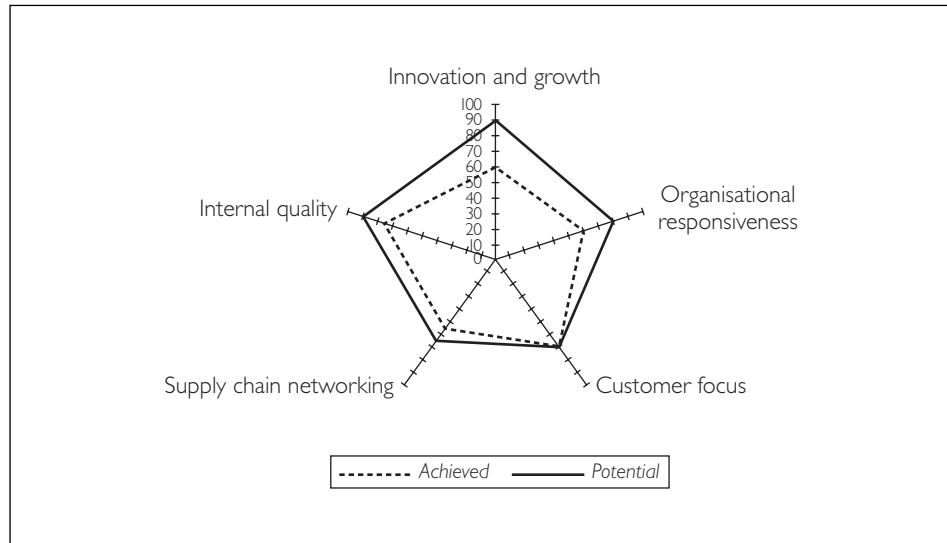 Innovation and growth
100
90
80
70
60
50
40
30
20
10
0
Internal quality
Organisational
responsiveness
Supply chain networking
Customer focus
Achieved
Potential